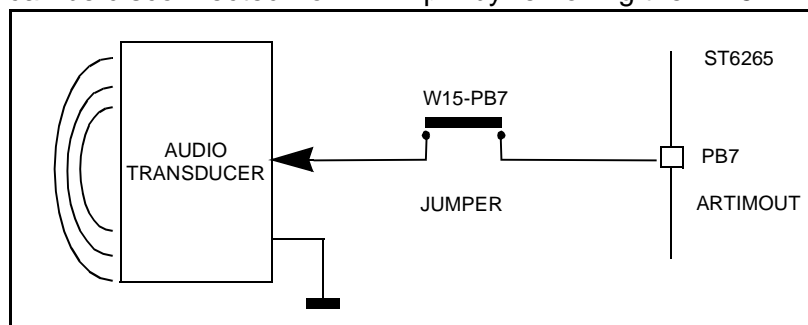 ST6265
W15-PB7
AUDIO
TRANSDUCER
PB7
JUMPER
ARTIMOUT